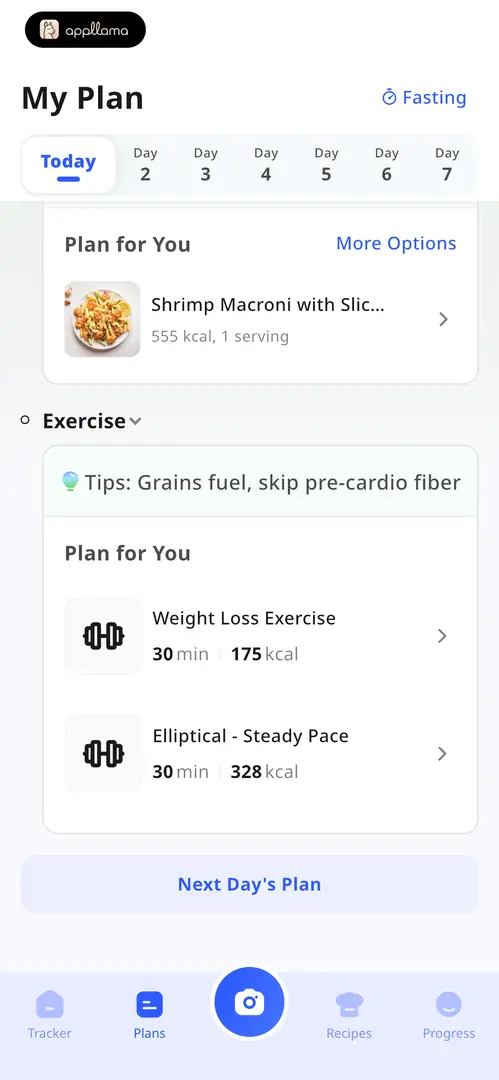 appllama
My Plan
Fasting
Today
Day
2
Day
3
Day
4
Day
5
Day
6
Day
7
Plan for You
More Options
Shrimp Macroni with Slic...
555 kcal, 1 serving
Exercise
Tips: Grains fuel, skip pre-cardio fiber
Plan for You
Weight Loss Exercise
30 min 175 kcal
Elliptical - Steady Pace
30 min 328 kcal
Next Day's Plan
Tracker
Plans
Recipes
Progress